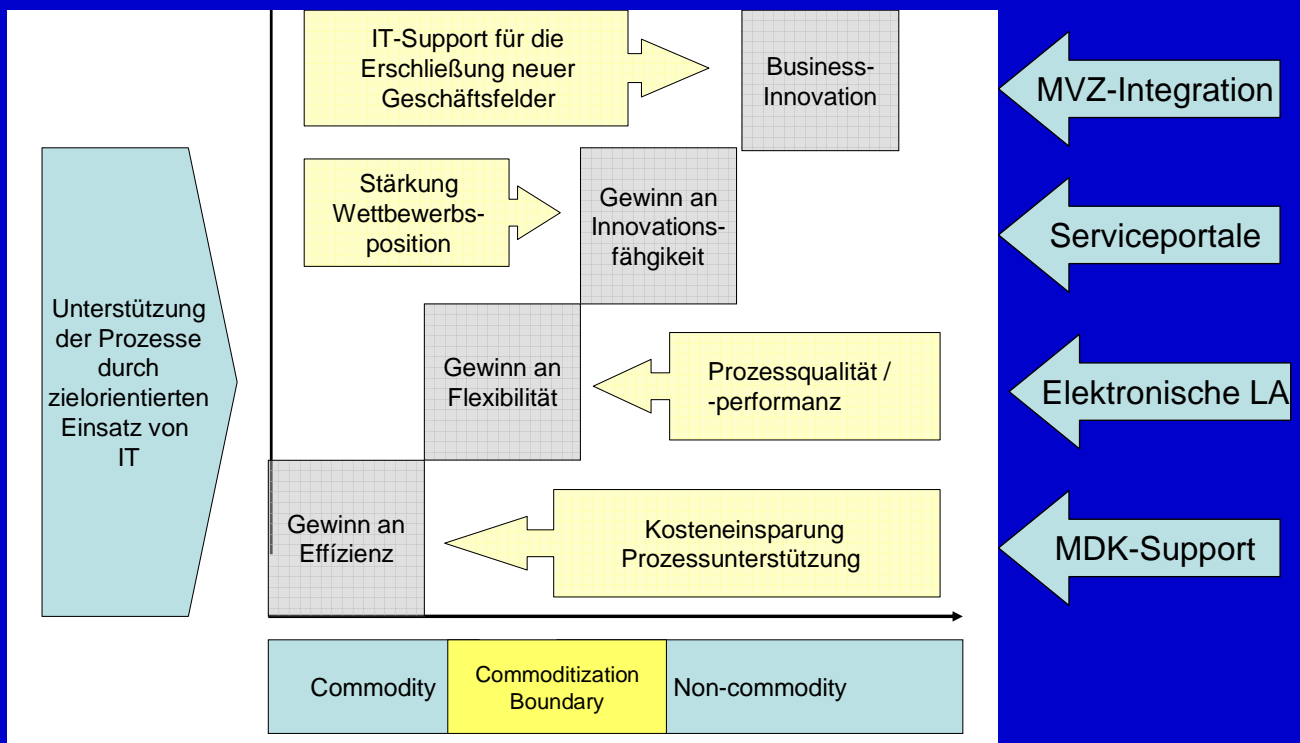 IT-Support für die
Erschließung neuer
Geschäftsfelder
Business-
Innovation
MVZ-Integration
Stärkung
Wettbewerbs-
position
Gewinn an
Innovations-
fähgikeit
Serviceportale
Unterstützung
der Prozesse
durch
zielorientierten
Einsatz von
IT
Gewinn an
Flexibilität
Prozessqualität /
-performanz
Elektronische LA
Gewinn an
Effízienz
Kosteneinsparung
Prozessunterstützung
MDK-Support
Commodity
Commoditization
Boundary
Non-commodity